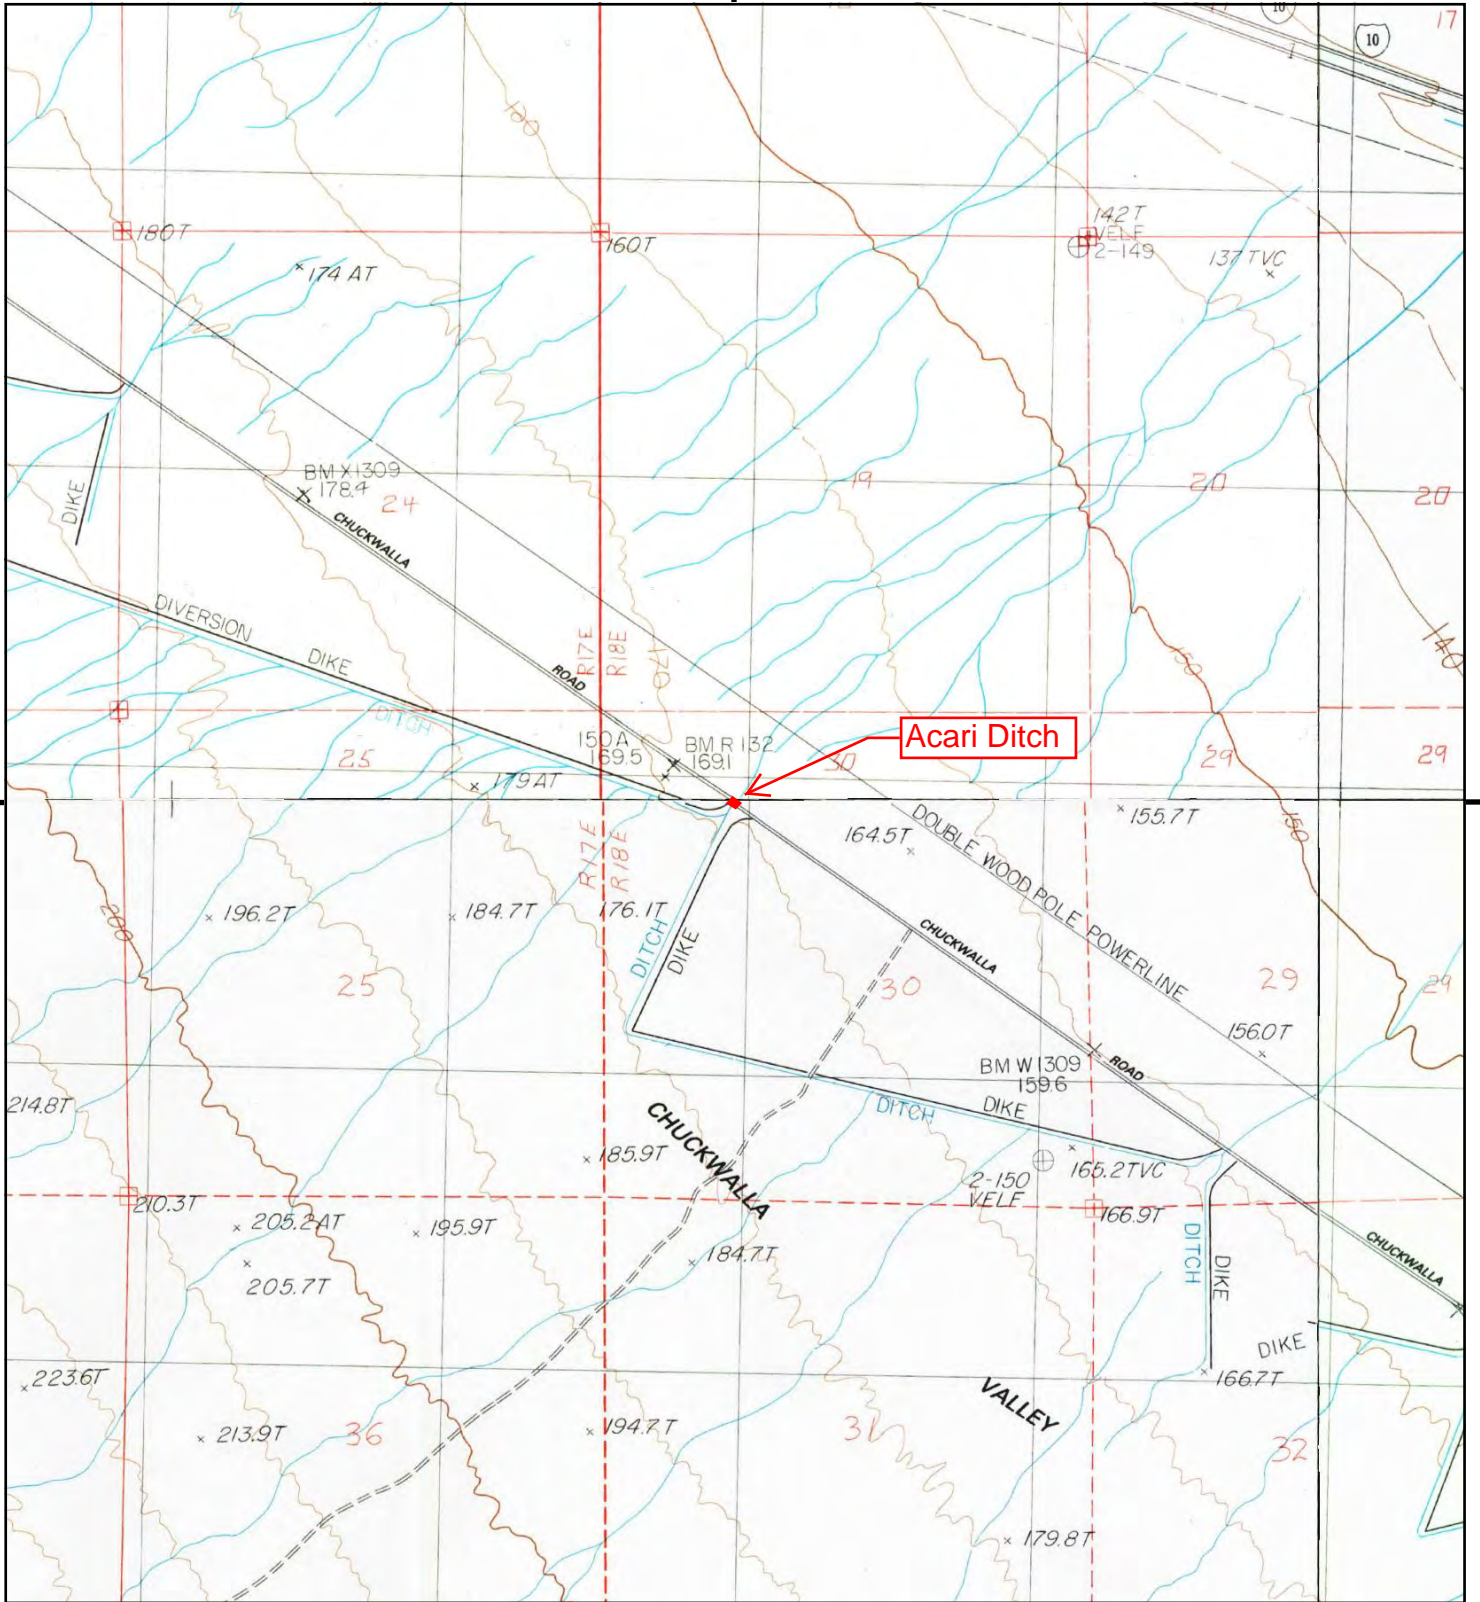 10
10
17
180T
160T
142T
VELF
2-149
137 TVC
174 AT
BM X 1309
178.4
24
19
20
20
DIKE
CHUCKWALLA
DIVERSION
DIKE
ROAD
R17E
R18E
170
150
140
DITCH
25
150 A
169.5
BM R 132
169.1
Acari Ditch
30
29
29
179 AT
155.7T
164.5T
DOUBLE WOOD POLE POWERLINE
150
R17E
R18E
200
196.2T
184.7T
176.1T
DITCH
DIKE
CHUCKWALLA
25
30
29
29
156.0T
BM W 1309
159.6
ROAD
214.8T
DITCH
DIKE
CHUCKWALLA
185.9T
165.2TVC
2-150
VELF
210.3T
166.9T
205.2AT
195.9T
184.7T
205.7T
DITCH
DIKE
CHUCKWALLA
DIKE
223.6T
166.7T
VALLEY
213.9T
36
194.7T
31
32
179.8T